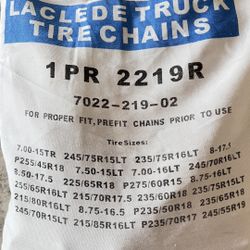 LACLEDE TRUCK
TIRE CHAINS
1PR 2219R
7022-219-02
FOR PROPER FIT, PREFIT CHAINS PRIOR TO USE
Tire Sizes:
7.00-15TR 245/75R15LT 235/75R16LT 8-17.5
P255/45R18 7.50-15LT 7.00-16LT 245/70R16LT
8.50-17.5 225/65R18 P275/60R15 8.75-16LT
255/65R16LT 215/70R17.5 235/60R18 235/75R15LT
215/80R16LT 8.75-16.5 P235/50R18 235/65R18
245/70R15LT 215/85R16LT P235/70R17 245/55R19